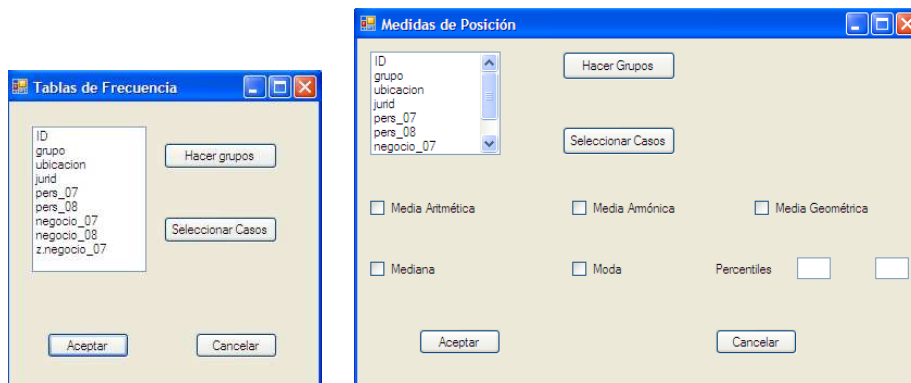 Tablas de Frecuencia
ID
grupo
ubicacion
jurid
pers_07
pers_08
negocio_07
negocio_08
z.negocio_07
Hacer grupos
Seleccionar Casos
Aceptar
Cancelar
Medidas de Posición
ID
grupo
ubicacion
jurid
pers_07
pers_08
negocio_07
Hacer Grupos
Seleccionar Casos
Media Aritmética
Media Armónica
Media Geométrica
Mediana
Moda
Percentiles
Aceptar
Cancelar